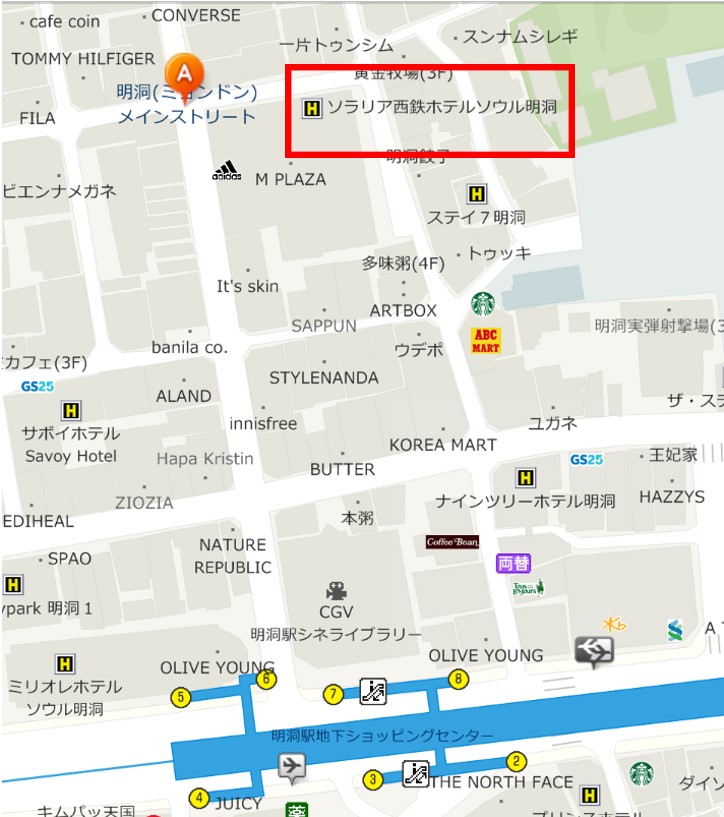 cafe coin
CONVERSE
スンナムシレギ
一片トゥンシム
TOMMY HILFIGER
A
黄金牧場(3F)
明洞(ミョンドン)
メインストリート
H
ソラリア西鉄ホテルソウル明洞
FILA
明洞餃子
adidas
M PLAZA
ビエンナメガネ
H
ステイ7明洞
トゥッキ
多味粥(4F)
It's skin
ARTBOX
SAPPUN
明洞実弾射撃場(3
ABC
MART
ウデポ
banila co.
カフェ(3F)
GS25
STYLENANDA
ALAND
ザ・ステ
H
サボイホテル
Savoy Hotel
innisfree
ユガネ
KOREA MART
Hapa Kristin
BUTTER
GS25
王妃家
H
ナインツリーホテル明洞
HAZZYS
ZIOZIA
本粥
EDIHEAL
Coffee Bean
NATURE
REPUBLIC
SPAO
両替
H
ypark 明洞1
CGV
明洞駅シネライブラリー
A T
H
ミリオレホテル
ソウル明洞
OLIVE YOUNG
OLIVE YOUNG
5
6
7
8
明洞駅地下ショッピングセンター
2
3
THE NORTH FACE
4
JUICY
H
ダイソ
キムパッ天国
薬
プリンスホテル